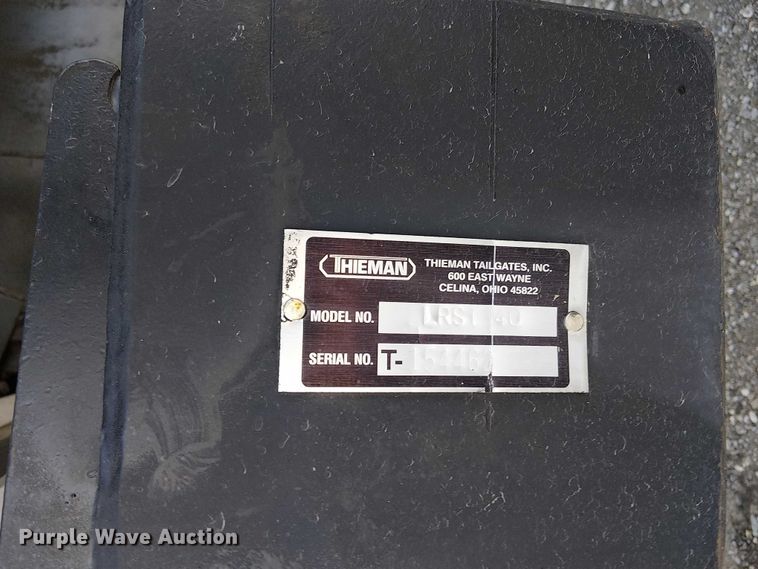 THIEMAN
THIEMAN TAILGATES, INC.
600 EAST WAYNE
CELINA, OHIO 45822
MODEL NO.
SERIAL NO. T-
Purple Wave Auction